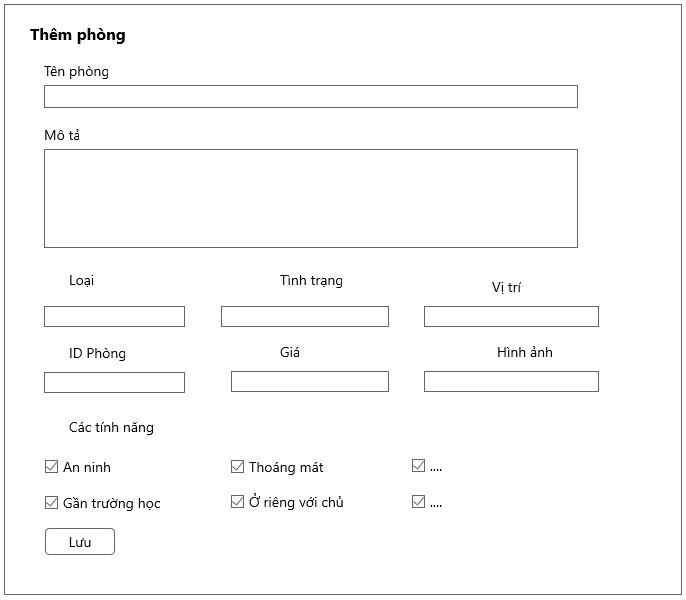 Thêm phòng
Tên phòng
Mô tả
Loại
Tình trạng
Vị trí
ID Phòng
Giá
Hình ảnh
Các tính năng
An ninh
Thoáng mát
....
Gần trường học
Ở riêng với chủ
....
Lưu